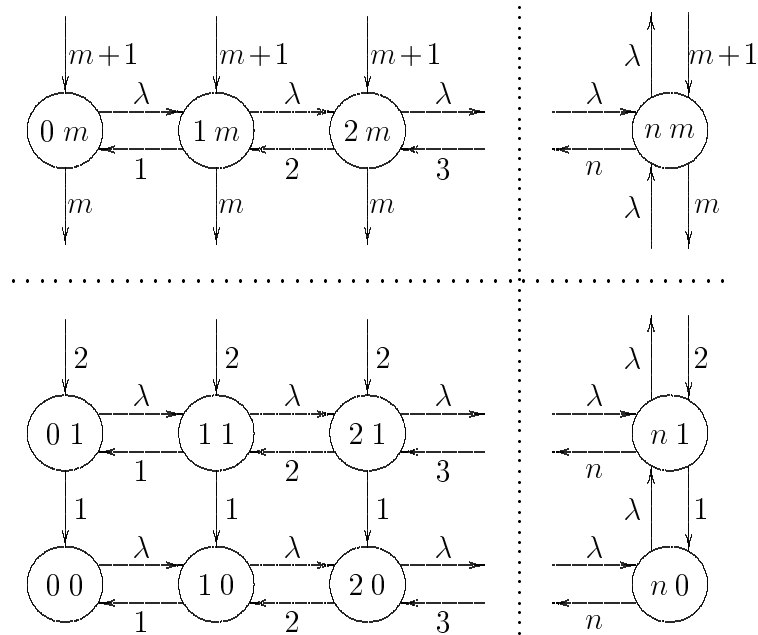 m+1 m+1 m+1 λ m+1
λ λ λ λ
0 m 1 m 2 m n m
1 2 3 n
m m m λ m
2 2 2 λ 2
λ λ λ λ
0 1 1 1 2 1 n 1
1 2 3 n
1 1 1 λ 1
λ λ λ λ
0 0 1 0 2 0 n 0
1 2 3 n